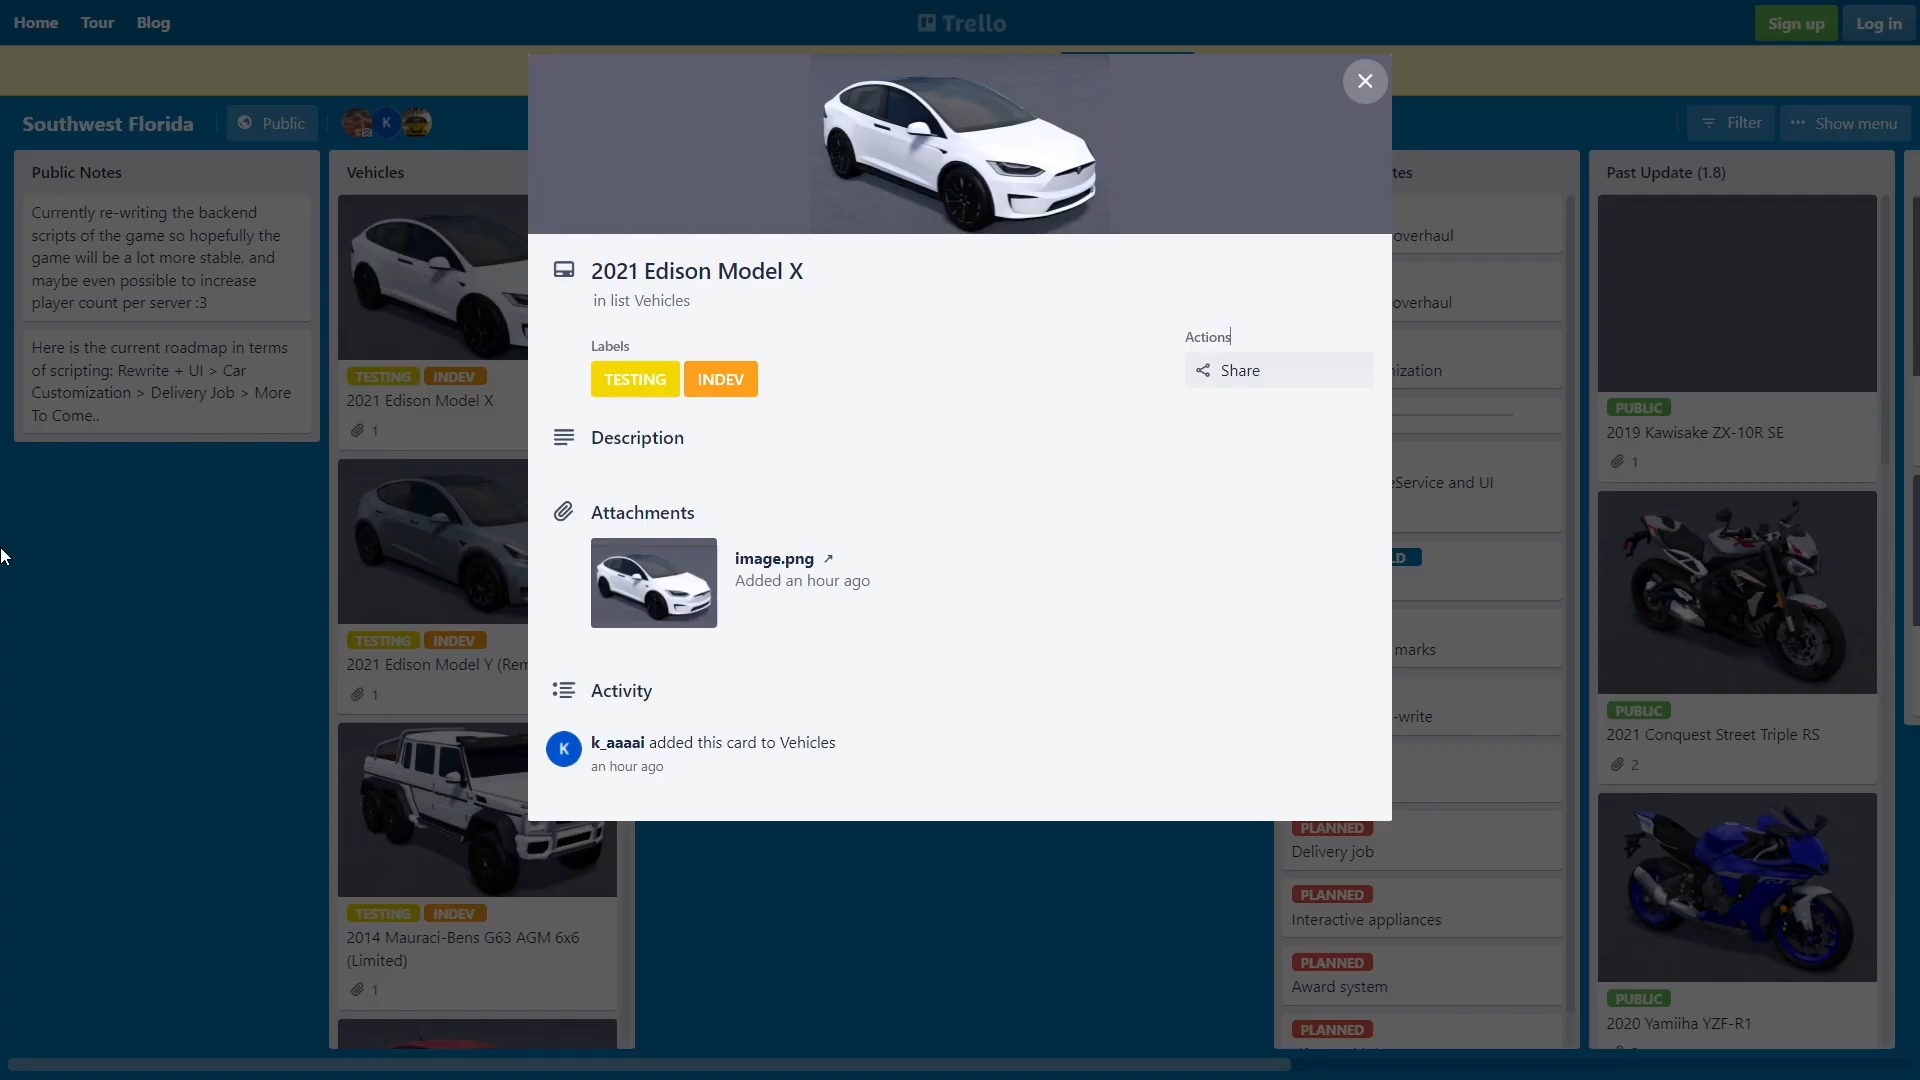 Home
Tour
Blog
Trello
Sign up
Log in
Southwest Florida
Public
K
Filter
Show menu
Public Notes
Currently re-writing the backend
scripts of the game so hopefully the
game will be a lot more stable, and
maybe even possible to increase
player count per server :3
Here is the current roadmap in terms
of scripting: Rewrite + UI > Car
Customization > Delivery Job > More
To Come..
Vehicles
TESTING INDEV
2021 Edison Model X
1
TESTING INDEV
2021 Edison Model Y (Rem
1
TESTING INDEV
2014 Mauraci-Bens G63 AGM 6x6
(Limited)
1
2021 Edison Model X
in list Vehicles
Labels
TESTING INDEV
Actions
Share
Description
Attachments
image.png ↗
Added an hour ago
Activity
K
k_aaaai added this card to Vehicles
an hour ago
tes
overhaul
overhaul
ization
eService and UI
D
marks
-write
PLANNED
Delivery job
PLANNED
Interactive appliances
PLANNED
Award system
PLANNED
Past Update (1.8)
PUBLIC
2019 Kawisake ZX-10R SE
1
PUBLIC
2021 Conquest Street Triple RS
2
PUBLIC
2020 Yamiiha YZF-R1